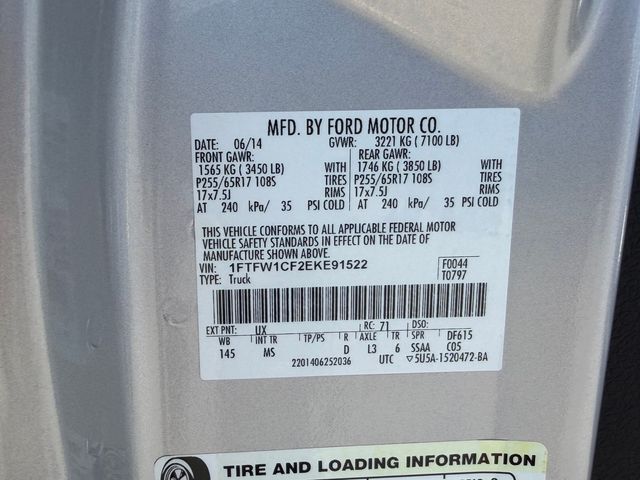 MFD. BY FORD MOTOR CO.
DATE: 06/14 GVWR: 3221 KG ( 7100 LB)
FRONT GAWR: REAR GAWR:
1565 KG ( 3450 LB) WITH 1746 KG ( 3850 LB) WITH
P255/65R17 108S TIRES P255/65R17 108S TIRES
17x7.5J RIMS 17x7.5J RIMS
AT 240 kPa/ 35 PSI COLD AT 240 kPa/ 35 PSI COLD
THIS VEHICLE CONFORMS TO ALL APPLICABLE FEDERAL MOTOR
VEHICLE SAFETY STANDARDS IN EFFECT ON THE DATE OF
MANUFACTURE SHOWN ABOVE.
VIN: 1FTFW1CF2EKE91522 F0044
TYPE: Truck T0797
EXT PNT: UX RC: 71 DSO:
WB INT TR TP/PS R AXLE TR SPR DF615
145 MS D L3 6 SSAA C05
2201406252036 UTC ▽5U5A-1520472-BA
TIRE AND LOADING INFORMATION